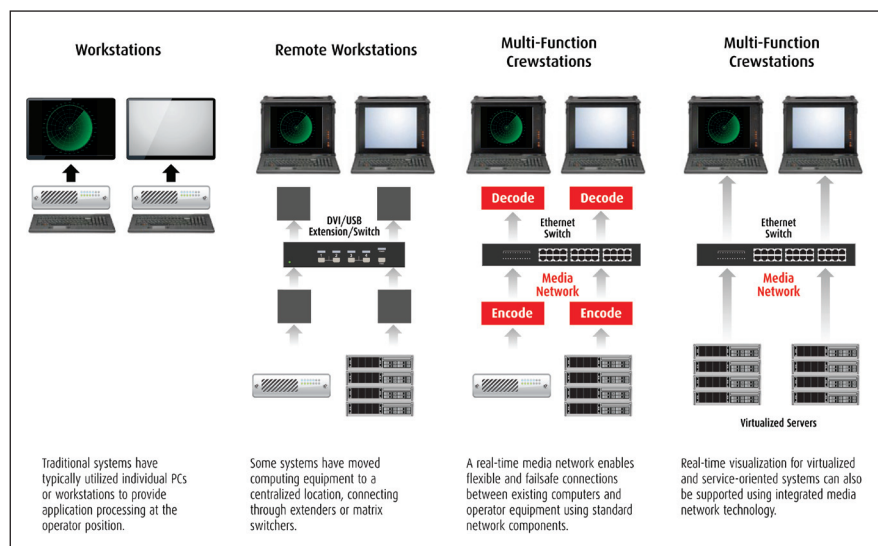 Workstations
Remote Workstations
Multi-Function
Crewstations
Multi-Function
Crewstations
DVI/USB
Extension/Switch
Decode
Decode
Ethernet
Switch
Media
Network
Encode
Encode
Ethernet
Switch
Media
Network
Virtualized Servers
Traditional systems have
typically utilized individual PCs
or workstations to provide
application processing at the
operator position.
Some systems have moved
computing equipment to a
centralized location, connecting
through extenders or matrix
switchers.
A real-time media network enables
flexible and failsafe connections
between existing computers and
operator equipment using standard
network components.
Real-time visualization for virtualized
and service-oriented systems can also
be supported using integrated media
network technology.